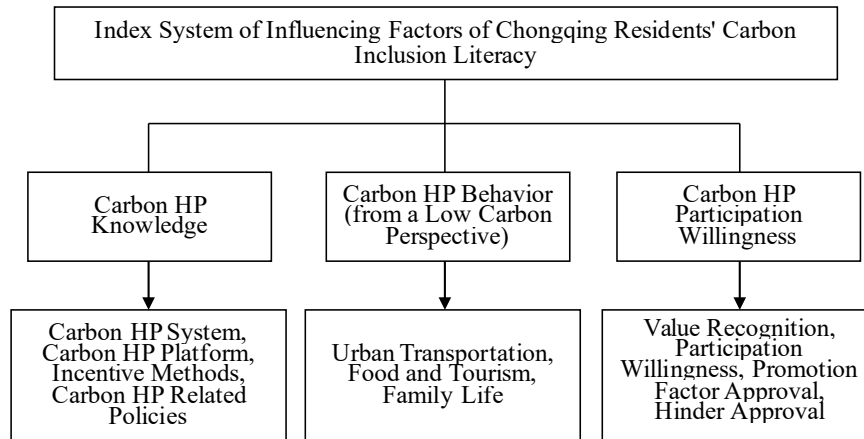 Index System of Influencing Factors of Chongqing Residents' Carbon
Inclusion Literacy
Carbon HP
Knowledge
Carbon HP Behavior
(from a Low Carbon
Perspective)
Carbon HP
Participation
Willingness
Carbon HP System,
Carbon HP Platform,
Incentive Methods,
Carbon HP Related
Policies
Urban Transportation,
Food and Tourism,
Family Life
Value Recognition,
Participation
Willingness, Promotion
Factor Approval,
Hinder Approval